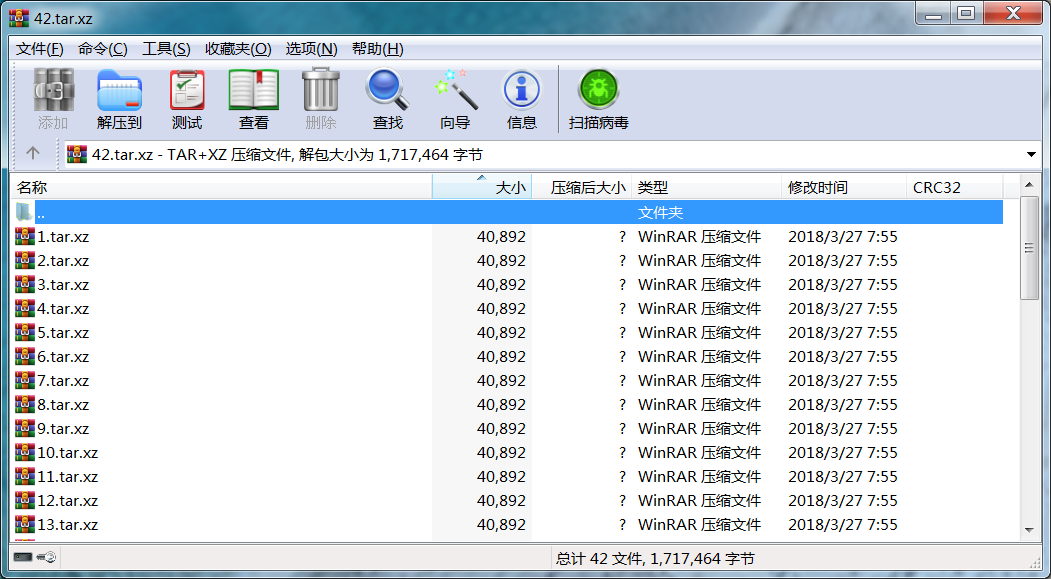 42.tar.xz
文件(F) 命令(C) 工具(S) 收藏夹(O) 选项(N) 帮助(H)
添加 解压到 测试 查看 删除 查找 向导 信息 扫描病毒
42.tar.xz - TAR+XZ 压缩文件, 解包大小为 1,717,464 字节
名称 大小 压缩后大小 类型 修改时间 CRC32
.. 文件夹
1.tar.xz 40,892 ? WinRAR 压缩文件 2018/3/27 7:55
2.tar.xz 40,892 ? WinRAR 压缩文件 2018/3/27 7:55
3.tar.xz 40,892 ? WinRAR 压缩文件 2018/3/27 7:55
4.tar.xz 40,892 ? WinRAR 压缩文件 2018/3/27 7:55
5.tar.xz 40,892 ? WinRAR 压缩文件 2018/3/27 7:55
6.tar.xz 40,892 ? WinRAR 压缩文件 2018/3/27 7:55
7.tar.xz 40,892 ? WinRAR 压缩文件 2018/3/27 7:55
8.tar.xz 40,892 ? WinRAR 压缩文件 2018/3/27 7:55
9.tar.xz 40,892 ? WinRAR 压缩文件 2018/3/27 7:55
10.tar.xz 40,892 ? WinRAR 压缩文件 2018/3/27 7:55
11.tar.xz 40,892 ? WinRAR 压缩文件 2018/3/27 7:55
12.tar.xz 40,892 ? WinRAR 压缩文件 2018/3/27 7:55
13.tar.xz 40,892 ? WinRAR 压缩文件 2018/3/27 7:55
总计 42 文件, 1,717,464 字节